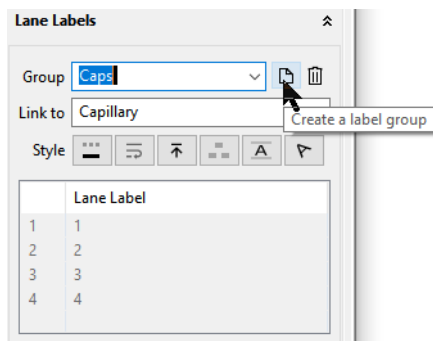 Lane Labels
Group Caps
Create a label group
Link to Capillary
Style A A
Lane Label
1 1
2 2
3 3
4 4